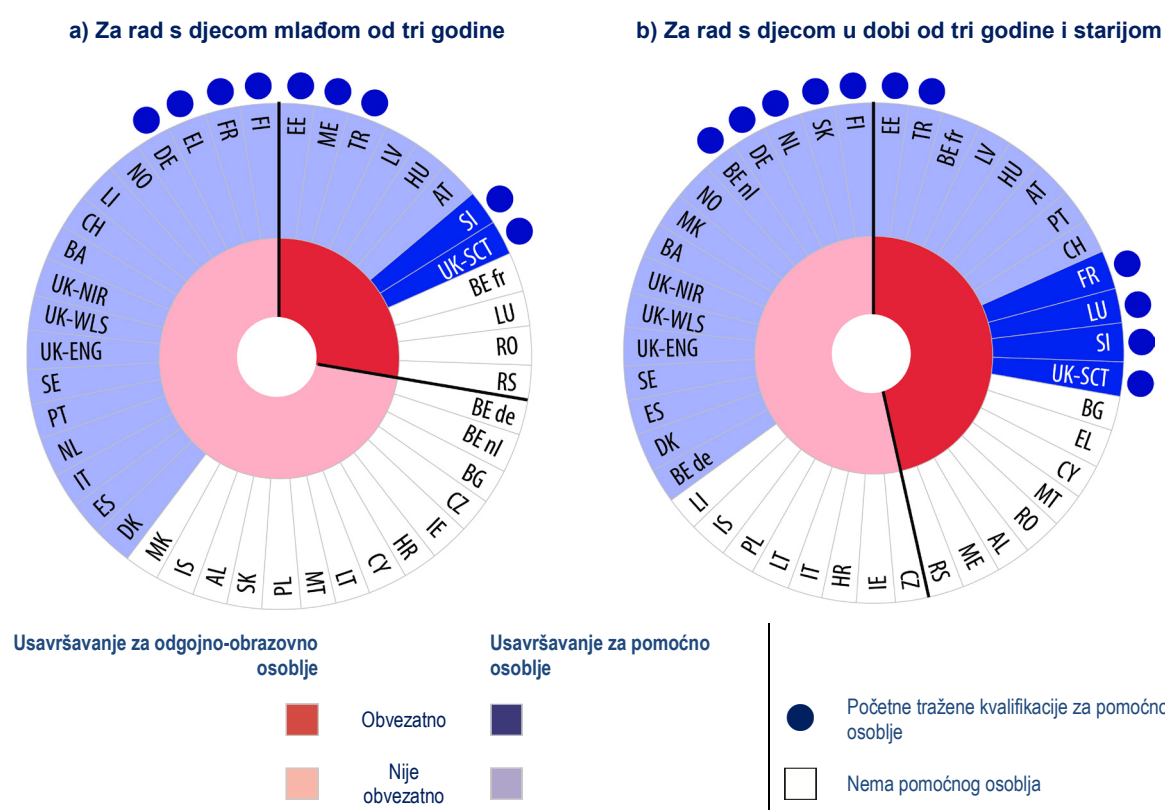 a) Za rad s djecom mlađom od tri godine
EE
ME
TR
LV
HU
AT
SI
UK-SCT
BE fr
LU
RO
RS
BE de
BE nl
BG
CZ
IE
HR
CY
LT
MT
PL
SK
AL
IS
MK
DK
ES
IT
NL
PT
SE
UK-ENG
UK-WLS
UK-NIR
BA
CH
LI
NO
DE
EL
FR
FI
b) Za rad s djecom u dobi od tri godine i starijom
EE
TR
BE fr
LV
HU
AT
PT
CH
FR
LU
SI
UK-SCT
BG
EL
CY
MT
RO
AL
ME
RS
CZ
IE
HR
IT
LT
PL
IS
LI
BE de
DK
ES
SE
UK-ENG
UK-WLS
UK-NIR
BA
MK
NO
BE nl
DE
NL
SK
FI
Usavršavanje za odgojno-obrazovno
osoblje
Usavršavanje za pomoćno
osoblje
Obvezatno
Nije
obvezatno
Početne tražene kvalifikacije za pomoćno
osoblje
Nema pomoćnog osoblja